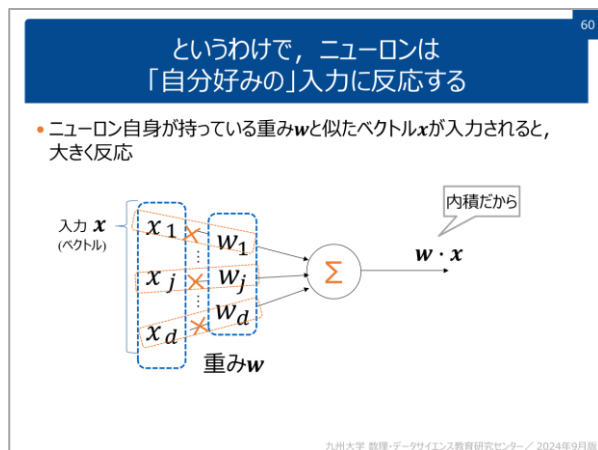 60
というわけで，ニューロンは
「自分好みの」入力に反応する
• ニューロン自身が持っている重みwと似たベクトルxが入力されると，
大きく反応
内積だから
入力 x
(ベクトル)
x1 × w1
⋮ ⋮
xj × wj
⋮ ⋮
xd × wd
Σ
w · x
重みw
九州大学 数理・データサイエンス教育研究センター／ 2024年9月版